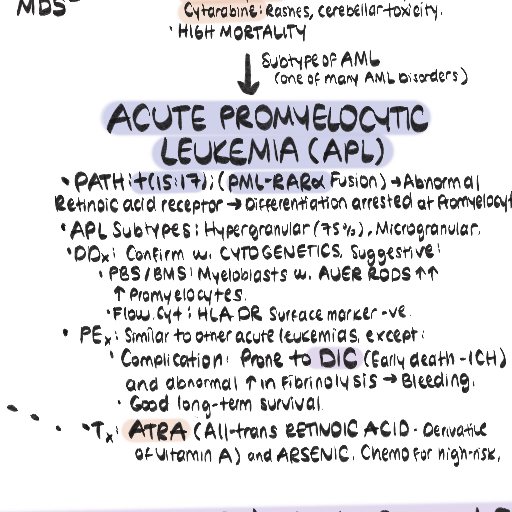 MDS
Cytarabine: Rashes, cerebellar toxicity.
• HIGH MORTALITY
Subtype of AML
(one of many AML Disorders)
ACUTE PROMYELOCYTIC
LEUKEMIA (APL)
• PATH: t(15:17); (PML-RARα Fusion) → Abnormal
Retinoic acid receptor → Differentiation arrested at Promyelocyt
• APL Subtypes: Hypergranular (75%), Microgranular.
• DDx: Confirm w. CYTOGENETICS. Suggestive:
• PBS/BMS: Myeloblasts w. AUER RODS ↑↑
↑ Promyelocytes.
• Flow. Cyt: HLA DR Surface marker -ve.
• PEx: Similar to other acute leukemias, except:
• Complication: Prone to DIC (Early death - ICH)
and abnormal ↑ in Fibrinolysis → Bleeding.
• Good long-term survival.
• Tx: ATRA (All-trans RETINOIC ACID - Derivative
of vitamin A) and ARSENIC. Chemo for high-risk.